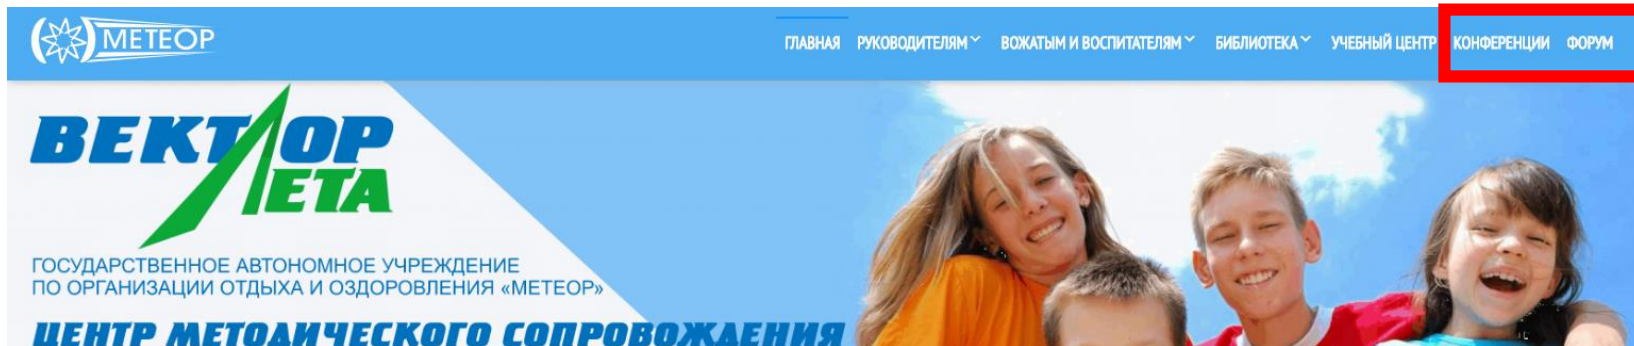 МЕТЕОР
ГЛАВНАЯ РУКОВОДИТЕЛЯМ ВОЖАТЫМ И ВОСПИТАТЕЛЯМ БИБЛИОТЕКА УЧЕБНЫЙ ЦЕНТР КОНФЕРЕНЦИИ ФОРУМ
ВЕКТОР
ЛЕТА
ГОСУДАРСТВЕННОЕ АВТОНОМНОЕ УЧРЕЖДЕНИЕ
ПО ОРГАНИЗАЦИИ ОТДЫХА И ОЗДОРОВЛЕНИЯ «МЕТЕОР»
ЦЕНТР МЕТОДИЧЕСКОГО СОПРОВОЖДЕНИЯ